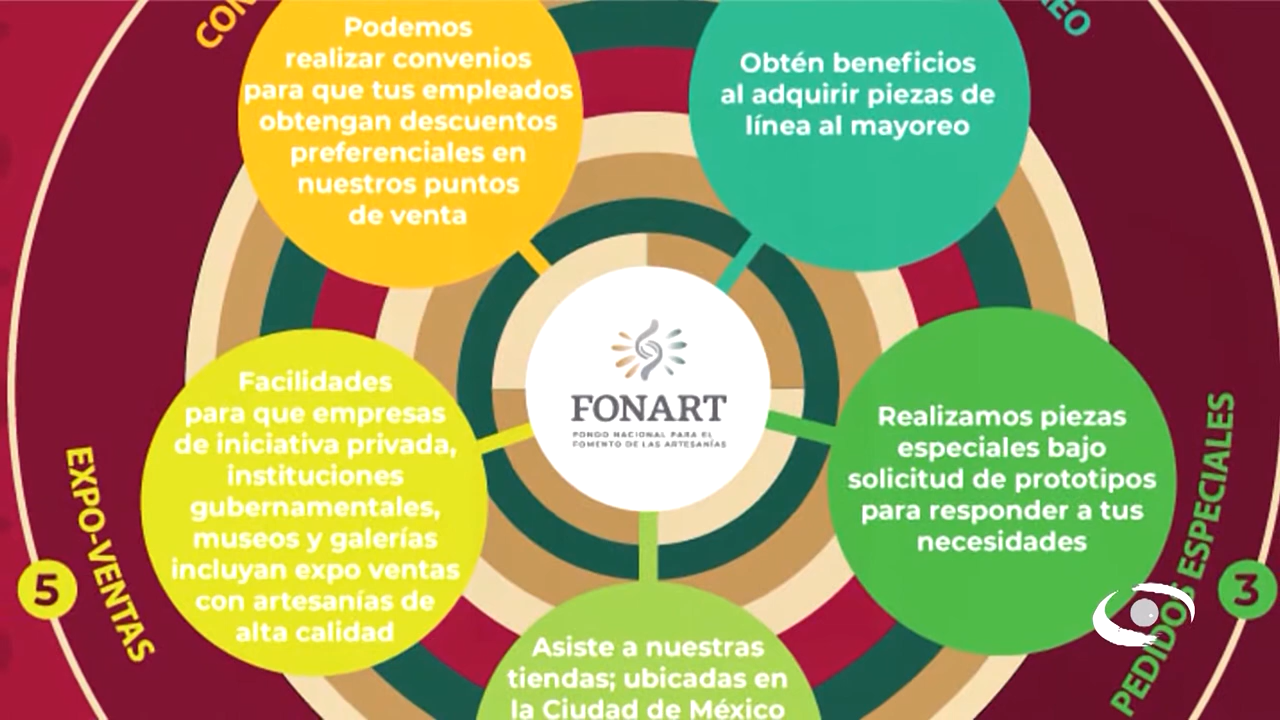 Podemos
realizar convenios
para que tus empleados
obtengan descuentos
preferenciales en
nuestros puntos
de venta
Obtén beneficios
al adquirir piezas de
línea al mayoreo
FONART
FONDO NACIONAL PARA EL
FOMENTO DE LAS ARTESANÍAS
Facilidades
para que empresas
de iniciativa privada,
instituciones
gubernamentales,
museos y galerías
incluyan expo ventas
con artesanías de
alta calidad
EXPO-VENTAS
5
Realizamos piezas
especiales bajo
solicitud de prototipos
para responder a tus
necesidades
PEDIDOS ESPECIALES
3
Asiste a nuestras
tiendas; ubicadas en
la Ciudad de México